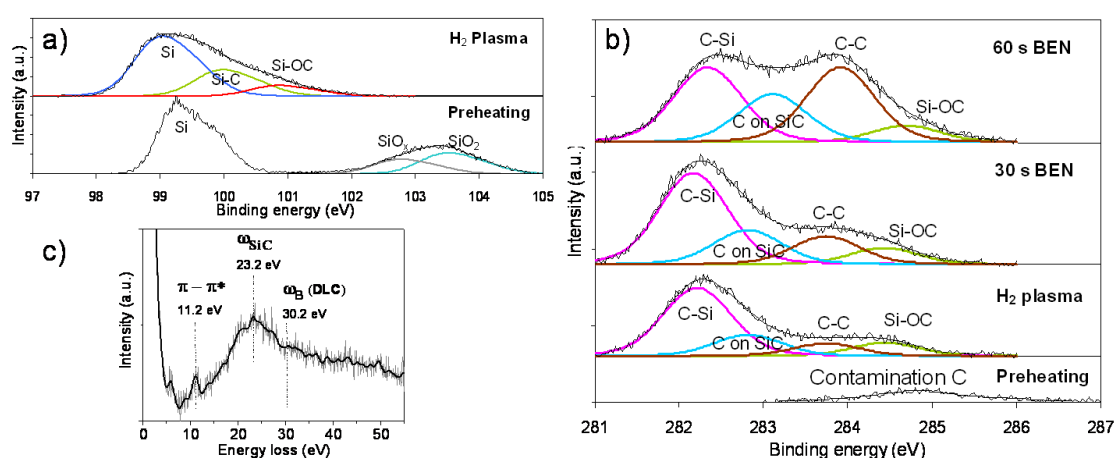 a)
H₂ Plasma
Si
Si-C
Si-OC
Preheating
Si
SiOₓ
SiO₂
Intensity (a.u.)
97 98 99 100 101 102 103 104 105
Binding energy (eV)
b)
60 s BEN
C-Si
C-C
C on SiC
Si-OC
30 s BEN
C-Si
C-C
C on SiC
Si-OC
H₂ plasma
C-Si
C-C
C on SiC
Si-OC
Contamination C
Preheating
Intensity (a.u.)
281 282 283 284 285 286 287
Binding energy (eV)
c)
ω_SiC
23.2 eV
π – π*
11.2 eV
ω_B (DLC)
30.2 eV
Intensity (a.u.)
0 10 20 30 40 50
Energy loss (eV)